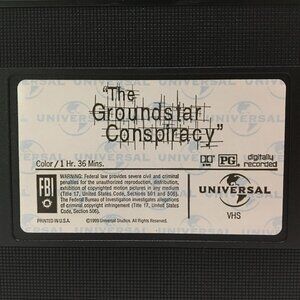 "The
Groundstar
Conspiracy"
Color / 1 Hr. 36 Mins.
PG
digitally
recorded
FBI
WARNING: Federal law provides severe civil and criminal
penalties for the unauthorized reproduction, distribution,
exhibition of copyrighted motion pictures in any medium
(Title 17, United States Code, Sections 501 and 506).
The Federal Bureau of Investigation investigates allegations
of criminal copyright infringement (Title 17, United States
Code, Section 506).
UNIVERSAL
VHS
PRINTED IN U.S.A.
©1999 Universal Studios. All Rights Reserved.